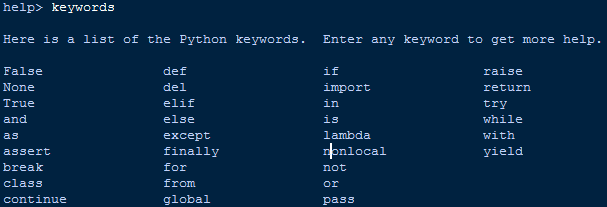 help> keywords
Here is a list of the Python keywords.  Enter any keyword to get more help.
False               def                 if                  raise
None                del                 import              return
True                elif                in                  try
and                 else                is                  while
as                  except              lambda              with
assert              finally             nonlocal            yield
break               for                 not
class               from                or
continue            global              pass